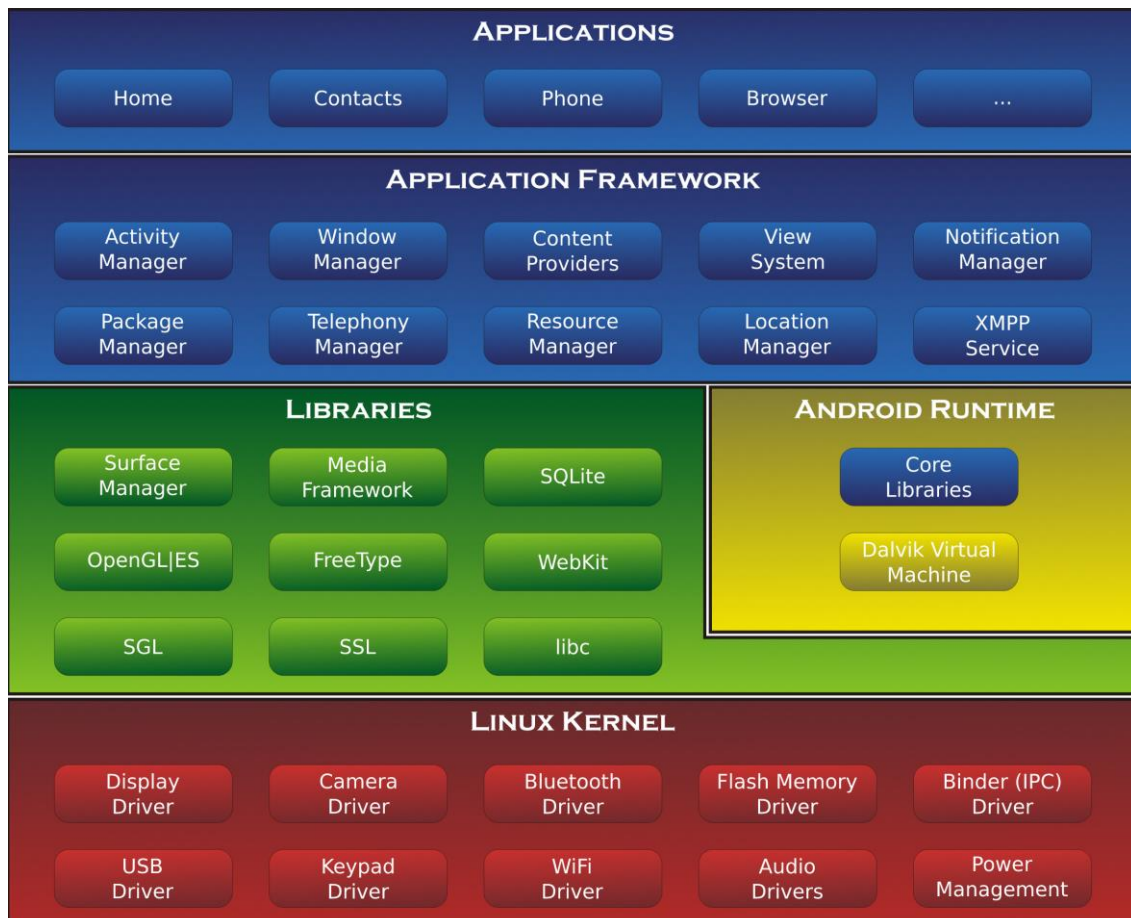 APPLICATIONS
Home
Contacts
Phone
Browser
...
APPLICATION FRAMEWORK
Activity
Manager
Window
Manager
Content
Providers
View
System
Notification
Manager
Package
Manager
Telephony
Manager
Resource
Manager
Location
Manager
XMPP
Service
LIBRARIES
Surface
Manager
Media
Framework
SQLite
OpenGL|ES
FreeType
WebKit
SGL
SSL
libc
ANDROID RUNTIME
Core
Libraries
Dalvik Virtual
Machine
LINUX KERNEL
Display
Driver
Camera
Driver
Bluetooth
Driver
Flash Memory
Driver
Binder (IPC)
Driver
USB
Driver
Keypad
Driver
WiFi
Driver
Audio
Drivers
Power
Management